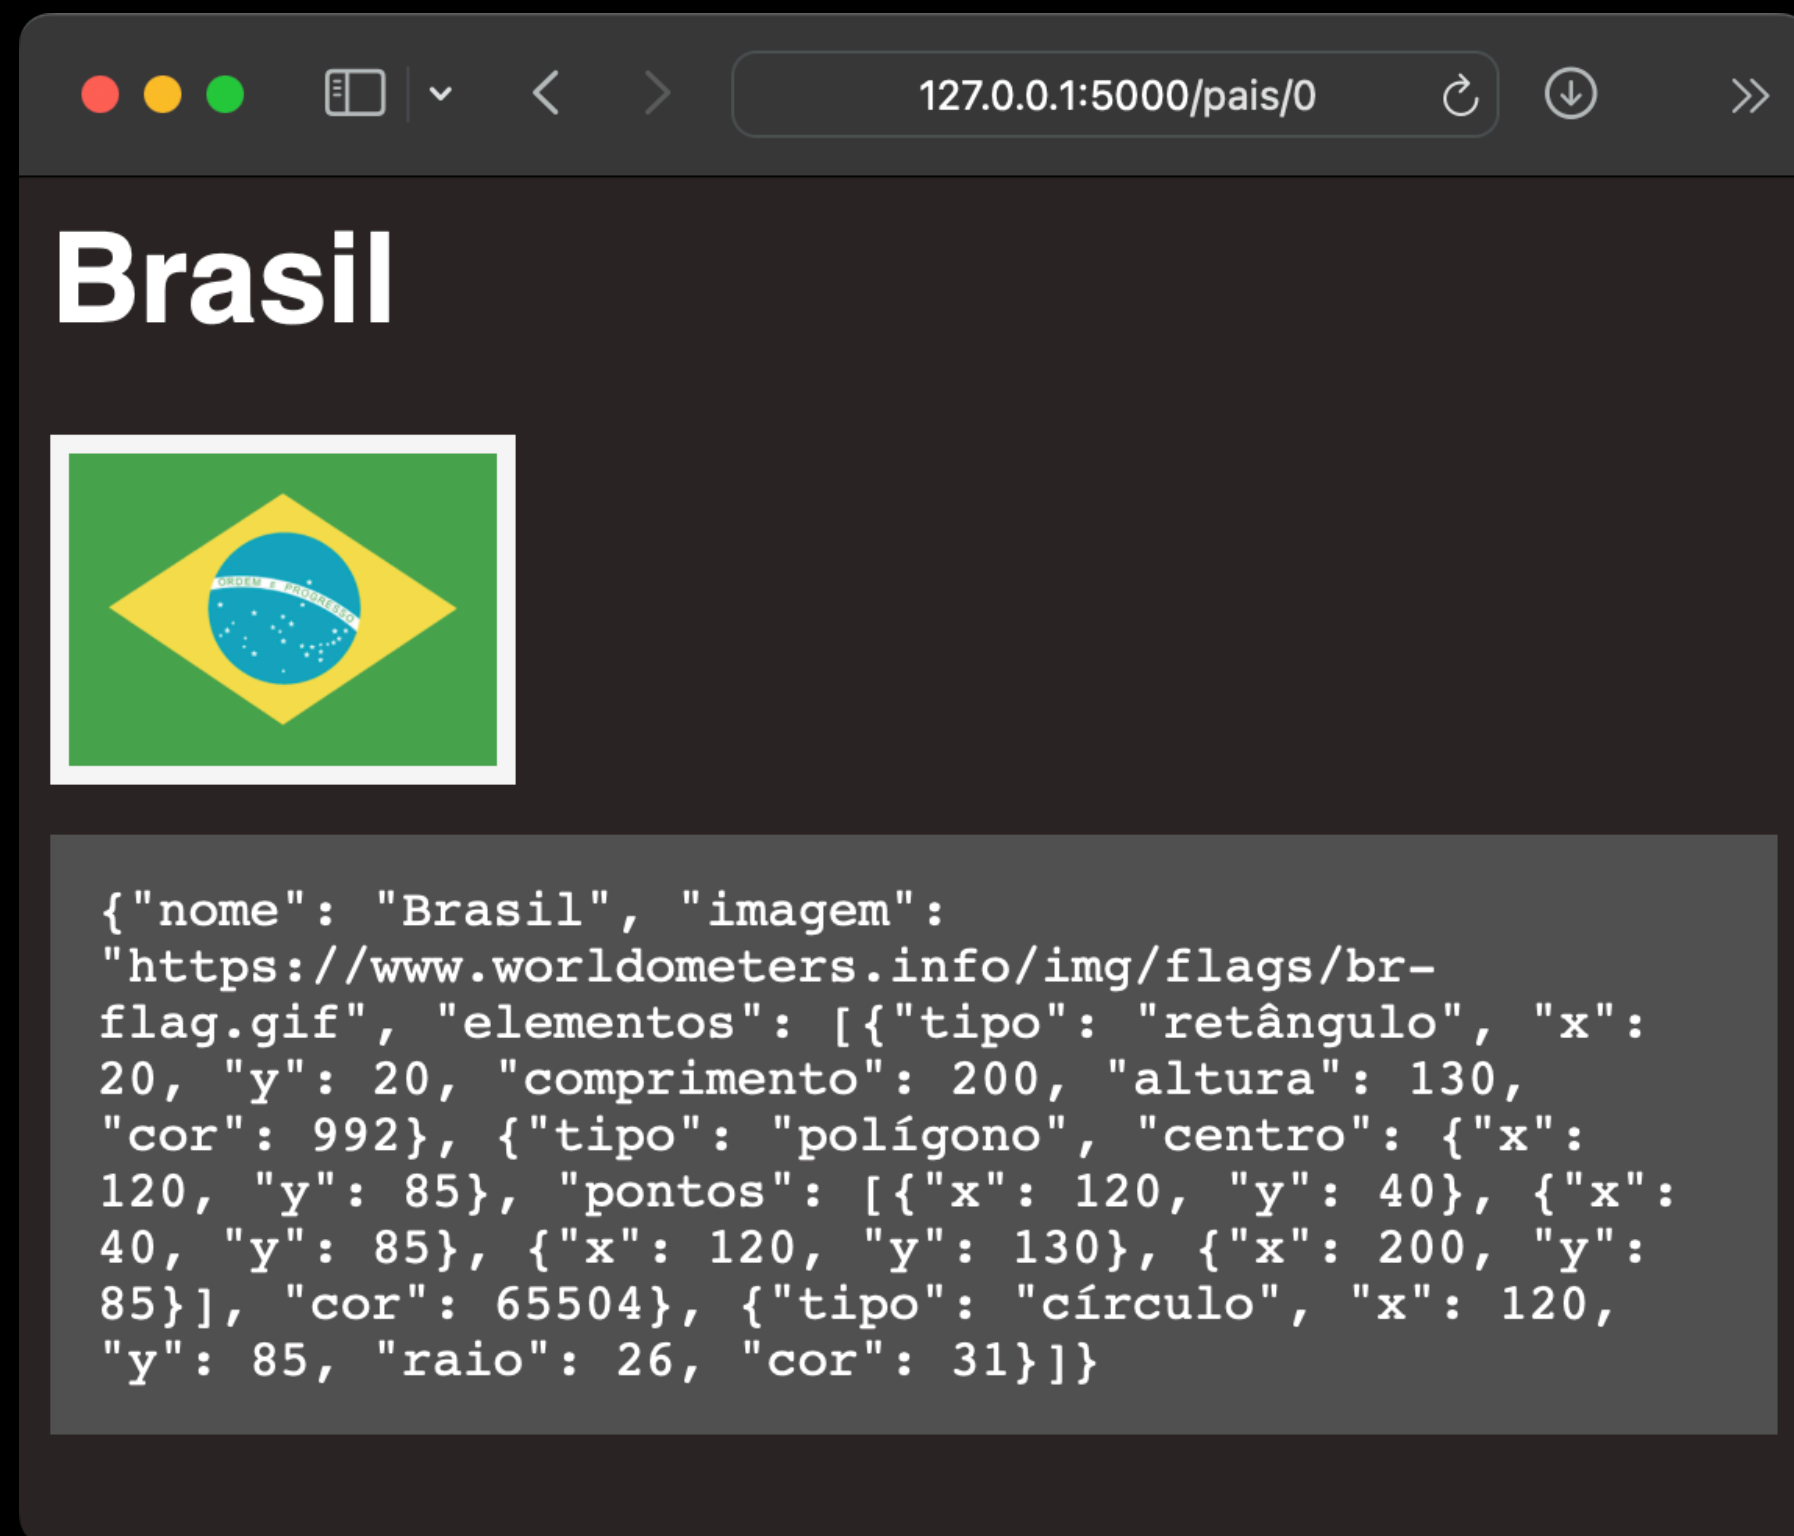 127.0.0.1:5000/pais/0
Brasil
ORDEM E PROGRESSO
{"nome": "Brasil", "imagem":
"https://www.worldometers.info/img/flags/br-
flag.gif", "elementos": [{"tipo": "retângulo", "x":
20, "y": 20, "comprimento": 200, "altura": 130,
"cor": 992}, {"tipo": "polígono", "centro": {"x":
120, "y": 85}, "pontos": [{"x": 120, "y": 40}, {"x":
40, "y": 85}, {"x": 120, "y": 130}, {"x": 200, "y":
85}], "cor": 65504}, {"tipo": "círculo", "x": 120,
"y": 85, "raio": 26, "cor": 31}]}